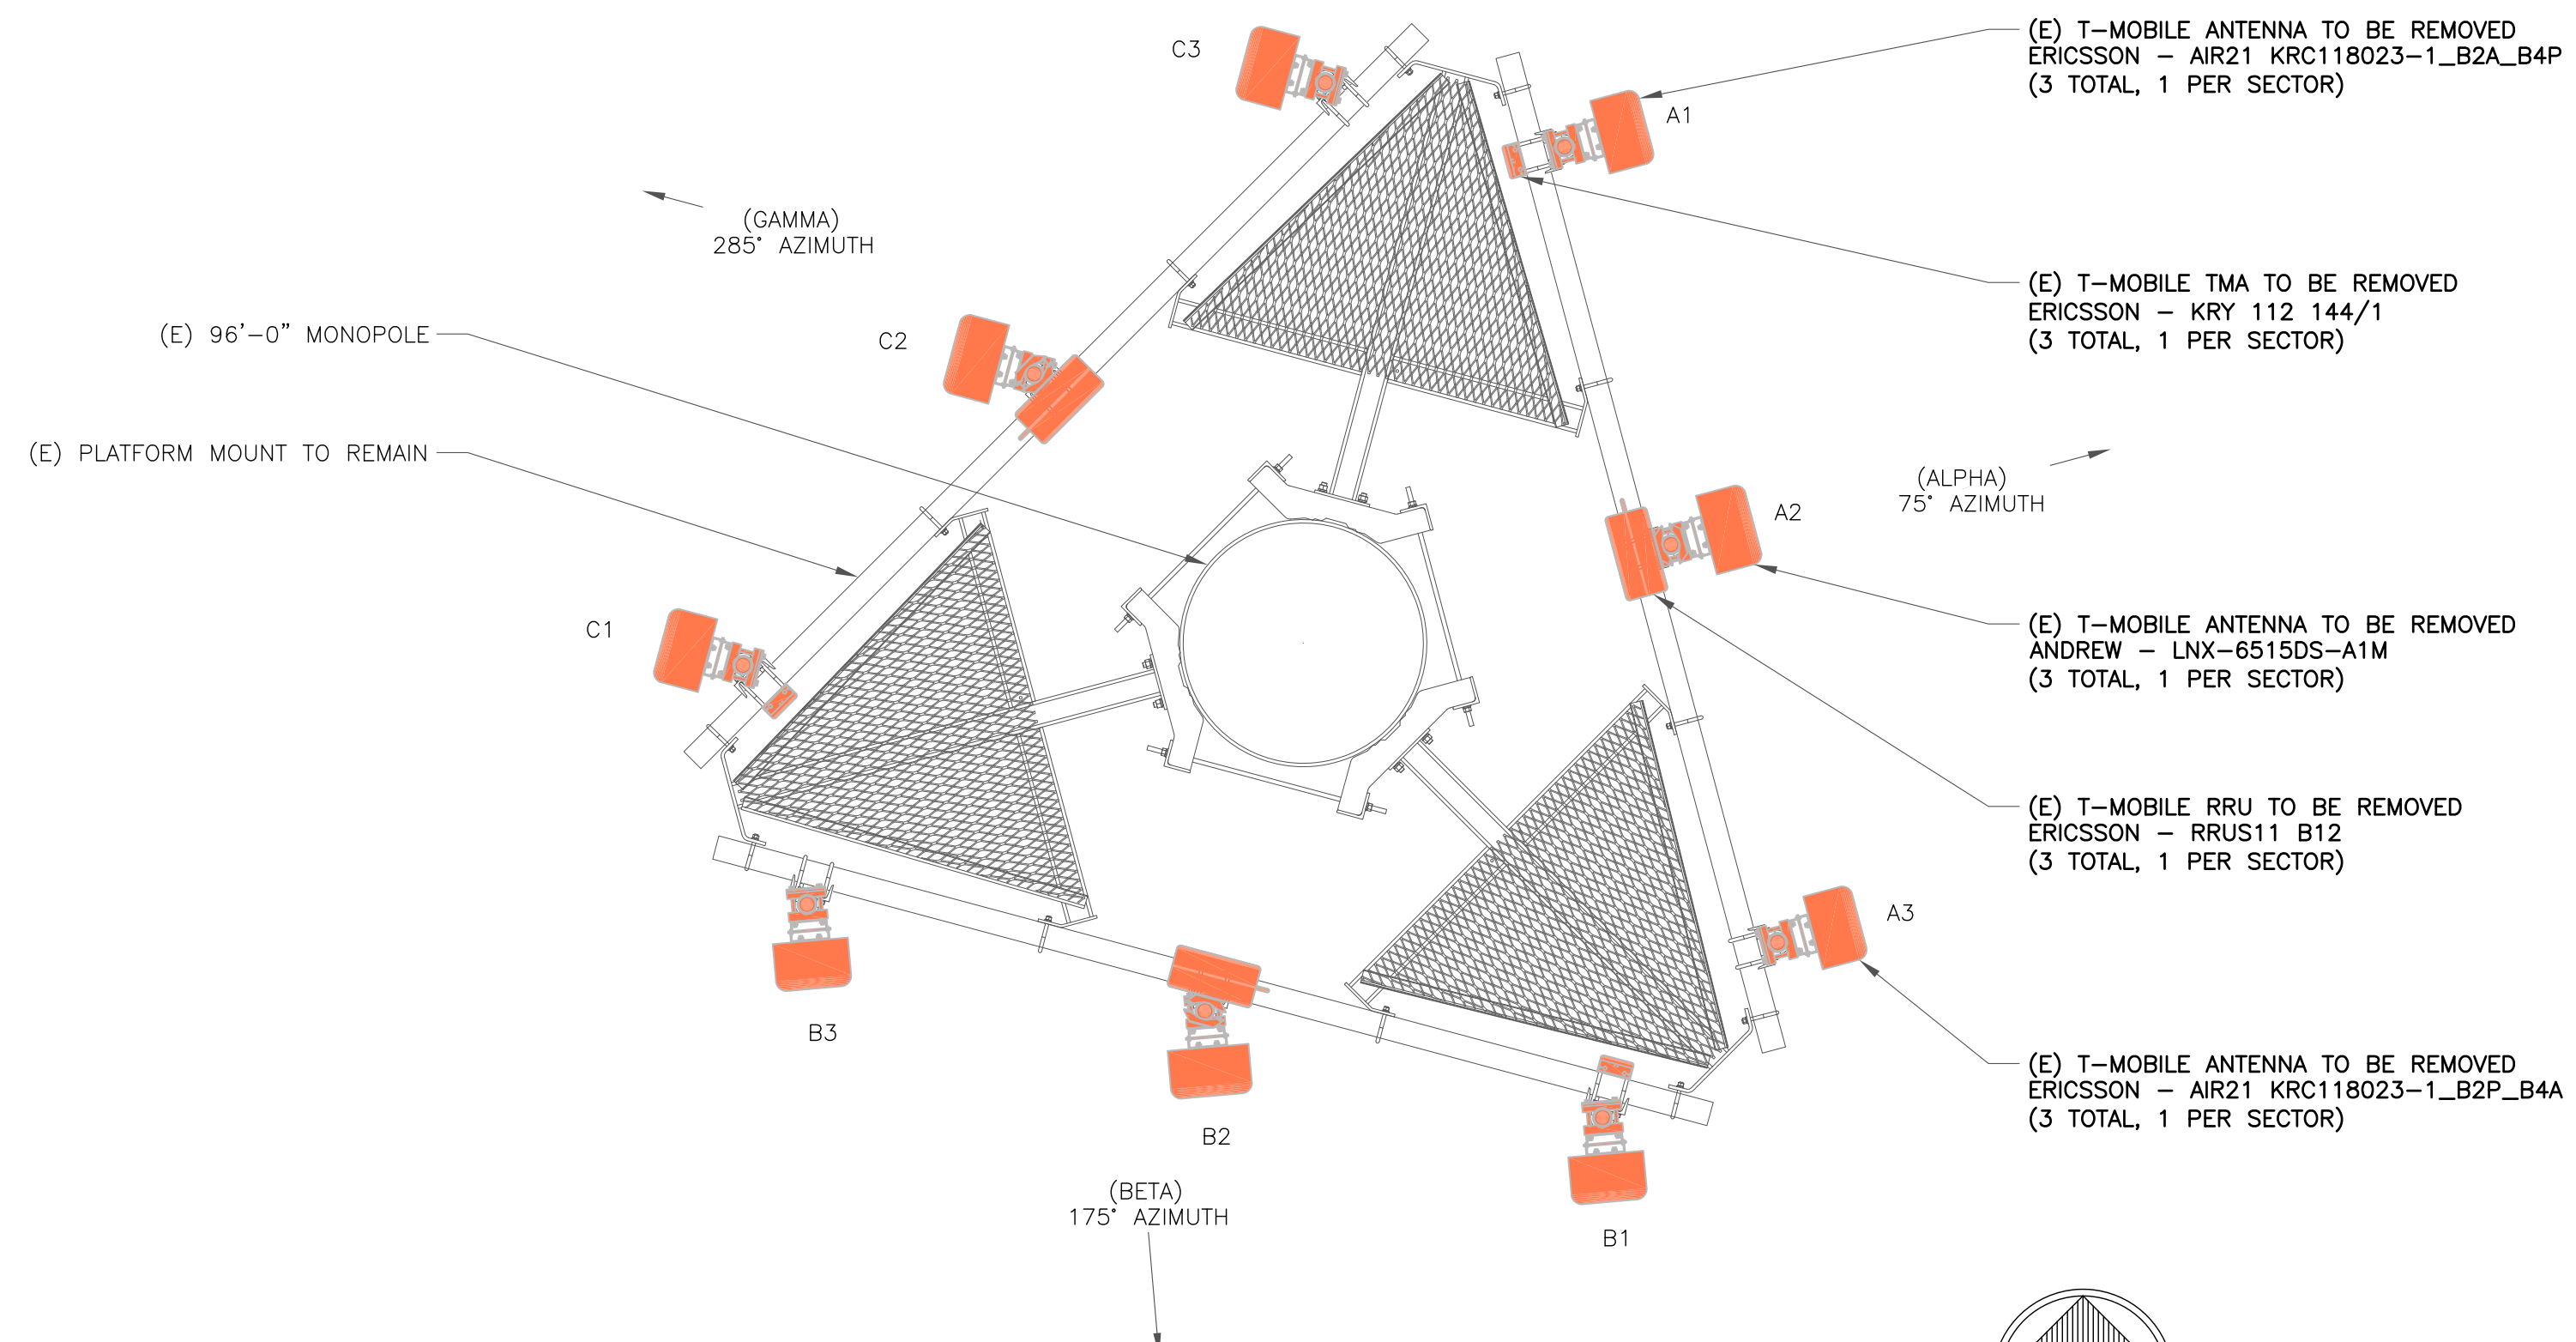 C3
(E) T-MOBILE ANTENNA TO BE REMOVED
ERICSSON - AIR21 KRC118023-1_B2A_B4P
(3 TOTAL, 1 PER SECTOR)
A1
(GAMMA)
285° AZIMUTH
(E) T-MOBILE TMA TO BE REMOVED
ERICSSON - KRY 112 144/1
(3 TOTAL, 1 PER SECTOR)
(E) 96'-0" MONOPOLE
C2
(E) PLATFORM MOUNT TO REMAIN
(ALPHA)
75° AZIMUTH
A2
C1
(E) T-MOBILE ANTENNA TO BE REMOVED
ANDREW - LNX-6515DS-A1M
(3 TOTAL, 1 PER SECTOR)
(E) T-MOBILE RRU TO BE REMOVED
ERICSSON - RRUS11 B12
(3 TOTAL, 1 PER SECTOR)
A3
B3
(E) T-MOBILE ANTENNA TO BE REMOVED
ERICSSON - AIR21 KRC118023-1_B2P_B4A
(3 TOTAL, 1 PER SECTOR)
B2
(BETA)
175° AZIMUTH
B1